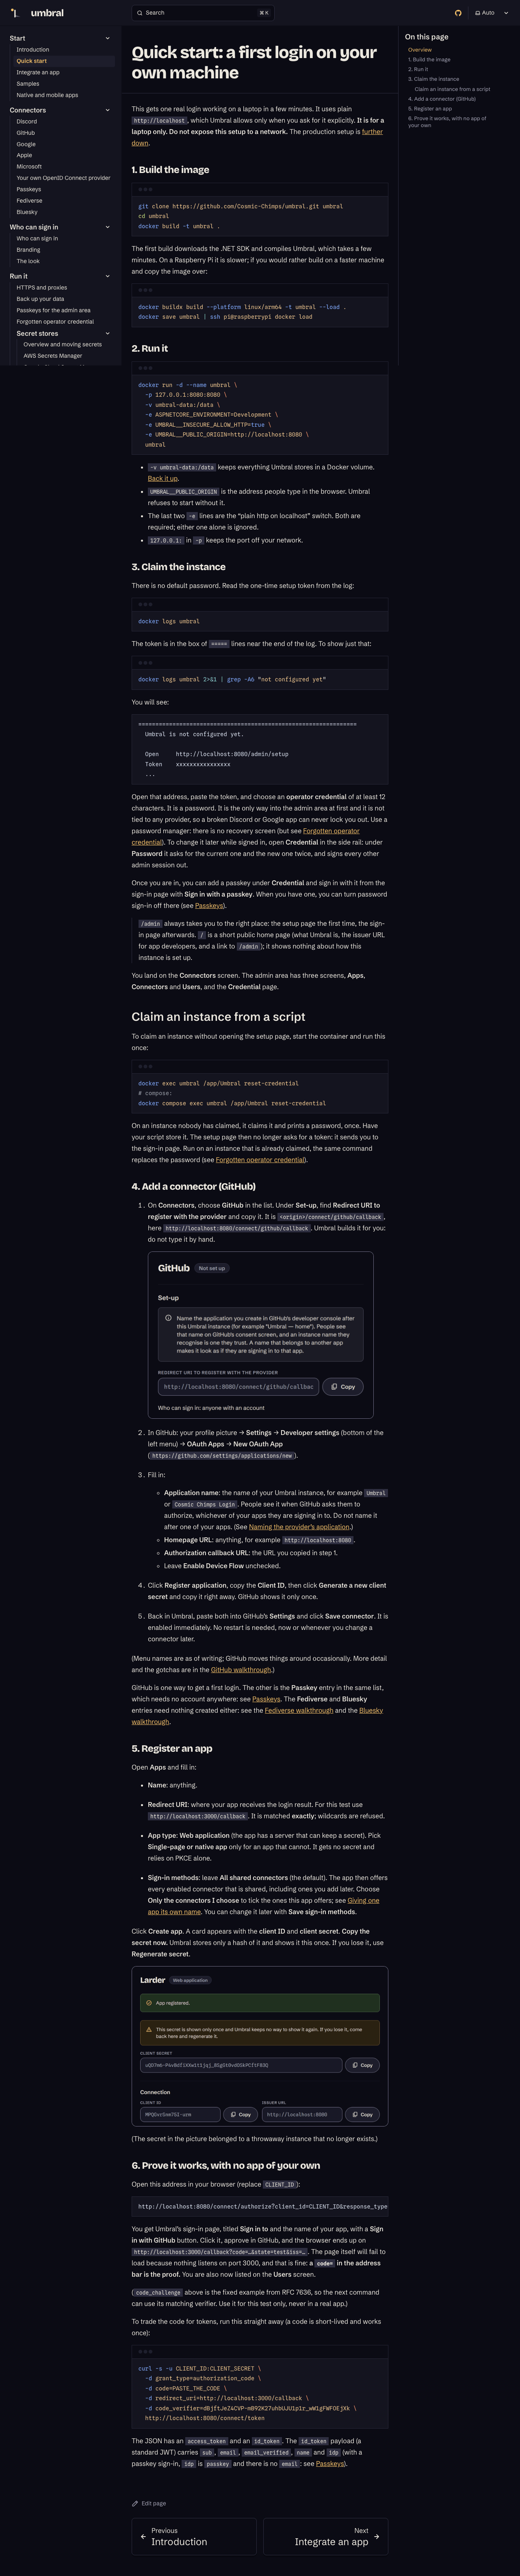 umbral
Search
⌘ K
Auto
Start
Introduction
Quick start
Integrate an app
Samples
Native and mobile apps
Connectors
Discord
GitHub
Google
Apple
Microsoft
Your own OpenID Connect provider
Passkeys
Fediverse
Bluesky
Who can sign in
Who can sign in
Branding
The look
Run it
HTTPS and proxies
Back up your data
Passkeys for the admin area
Forgotten operator credential
Secret stores
Overview and moving secrets
AWS Secrets Manager
On this page
Overview
1. Build the image
2. Run it
3. Claim the instance
Claim an instance from a script
4. Add a connector (GitHub)
5. Register an app
6. Prove it works, with no app of
your own
Quick start: a first login on your
own machine
This gets one real login working on a laptop in a few minutes. It uses plain
http://localhost, which Umbral allows only when you ask for it explicitly. It is for a
laptop only. Do not expose this setup to a network. The production setup is further
down.
1. Build the image
git clone https://github.com/Cosmic-Chimps/umbral.git umbral
cd umbral
docker build -t umbral .
The first build downloads the .NET SDK and compiles Umbral, which takes a few
minutes. On a Raspberry Pi it is slower; if you would rather build on a faster machine
and copy the image over:
docker buildx build --platform linux/arm64 -t umbral --load .
docker save umbral | ssh pi@raspberrypi docker load
2. Run it
docker run -d --name umbral \
-p 127.0.0.1:8080:8080 \
-v umbral-data:/data \
-e ASPNETCORE_ENVIRONMENT=Development \
-e UMBRAL__INSECURE_ALLOW_HTTP=true \
-e UMBRAL__PUBLIC_ORIGIN=http://localhost:8080 \
umbral
• -v umbral-data:/data keeps everything Umbral stores in a Docker volume.
Back it up.
• UMBRAL__PUBLIC_ORIGIN is the address people type in the browser. Umbral
refuses to start without it.
• The last two -e lines are the “plain http on localhost” switch. Both are
required; either one alone is ignored.
• 127.0.0.1: in -p keeps the port off your network.
3. Claim the instance
There is no default password. Read the one-time setup token from the log:
docker logs umbral
The token is in the box of ===== lines near the end of the log. To show just that:
docker logs umbral 2>&1 | grep -A6 "not configured yet"
You will see:
================================================================
Umbral is not configured yet.
Open http://localhost:8080/admin/setup
Token xxxxxxxxxxxxxxxx
...
Open that address, paste the token, and choose an operator credential of at least 12
characters. It is a password. It is the only way into the admin area at first and it is not
tied to any provider, so a broken Discord or Google app can never lock you out. Use a
password manager: there is no recovery screen (but see Forgotten operator
credential). To change it later while signed in, open Credential in the side rail: under
Password it asks for the current one and the new one twice, and signs every other
admin session out.
Once you are in, you can add a passkey under Credential and sign in with it from the
sign-in page with Sign in with a passkey. When you have one, you can turn password
sign-in off there (see Passkeys).
/admin always takes you to the right place: the setup page the first time, the sign-
in page afterwards. / is a short public home page (what Umbral is, the issuer URL
for app developers, and a link to /admin); it shows nothing about how this
instance is set up.
You land on the Connectors screen. The admin area has three screens, Apps,
Connectors and Users, and the Credential page.
Claim an instance from a script
To claim an instance without opening the setup page, start the container and run this
once:
docker exec umbral /app/Umbral reset-credential
# compose:
docker compose exec umbral /app/Umbral reset-credential
On an instance nobody has claimed, it claims it and prints a password, once. Have
your script store it. The setup page then no longer asks for a token: it sends you to
the sign-in page. Run on an instance that is already claimed, the same command
replaces the password (see Forgotten operator credential).
4. Add a connector (GitHub)
1. On Connectors, choose GitHub in the list. Under Set-up, find Redirect URI to
register with the provider and copy it. It is <origin>/connect/github/callback,
here http://localhost:8080/connect/github/callback. Umbral builds it for you:
do not type it by hand.
GitHub Not set up
Set-up
Name the application you create in GitHub's developer console after
this Umbral instance (for example "Umbral — home"). People see
that name on GitHub's consent screen, and an instance name they
recognise is one they trust. A name that belongs to another app
makes it look as if they are signing in to that app.
REDIRECT URI TO REGISTER WITH THE PROVIDER
http://localhost:8080/connect/github/callbac
Copy
Who can sign in: anyone with an account
2. In GitHub: your profile picture → Settings → Developer settings (bottom of the
left menu) → OAuth Apps → New OAuth App
(https://github.com/settings/applications/new).
3. Fill in:
Application name: the name of your Umbral instance, for example Umbral
or Cosmic Chimps Login. People see it when GitHub asks them to
authorize, whichever of your apps they are signing in to. Do not name it
after one of your apps. (See Naming the provider's application.)
Homepage URL: anything, for example http://localhost:8080.
Authorization callback URL: the URL you copied in step 1.
Leave Enable Device Flow unchecked.
4. Click Register application, copy the Client ID, then click Generate a new client
secret and copy it right away. GitHub shows it only once.
5. Back in Umbral, paste both into GitHub's Settings and click Save connector. It is
enabled immediately. No restart is needed, now or whenever you change a
connector later.
(Menu names are as of writing; GitHub moves things around occasionally. More detail
and the gotchas are in the GitHub walkthrough.)
GitHub is one way to get a first login. The other is the Passkey entry in the same list,
which needs no account anywhere: see Passkeys. The Fediverse and Bluesky
entries need nothing created either: see the Fediverse walkthrough and the Bluesky
walkthrough.
5. Register an app
Open Apps and fill in:
• Name: anything.
• Redirect URI: where your app receives the login result. For this test use
http://localhost:3000/callback. It is matched exactly; wildcards are refused.
• App type: Web application (the app has a server that can keep a secret). Pick
Single-page or native app only for an app that cannot. It gets no secret and
relies on PKCE alone.
• Sign-in methods: leave All shared connectors (the default). The app then offers
every enabled connector that is shared, including ones you add later. Choose
Only the connectors I choose to tick the ones this app offers; see Giving one
app its own name. You can change it later with Save sign-in methods.
Click Create app. A card appears with the client ID and client secret. Copy the
secret now. Umbral stores only a hash of it and shows it this once. If you lose it, use
Regenerate secret.
Larder Web application
App registered.
This secret is shown only once and Umbral keeps no way to show it again. If you lose it, come
back here and regenerate it.
CLIENT SECRET
Copy
Connection
CLIENT ID
ISSUER URL
Copy
http://localhost:8080
Copy
(The secret in the picture belonged to a throwaway instance that no longer exists.)
6. Prove it works, with no app of your own
Open this address in your browser (replace CLIENT_ID):
http://localhost:8080/connect/authorize?client_id=CLIENT_ID&response_type
You get Umbral's sign-in page, titled Sign in to and the name of your app, with a Sign
in with GitHub button. Click it, approve in GitHub, and the browser ends up on
http://localhost:3000/callback?code=…&state=test&iss=…. The page itself will fail to
load because nothing listens on port 3000, and that is fine: a code= in the address
bar is the proof. You are also now listed on the Users screen.
(code_challenge above is the fixed example from RFC 7636, so the next command
can use its matching verifier. Use it for this test only, never in a real app.)
To trade the code for tokens, run this straight away (a code is short-lived and works
once):
curl -s -u CLIENT_ID:CLIENT_SECRET \
-d grant_type=authorization_code \
-d code=PASTE_THE_CODE \
-d redirect_uri=http://localhost:3000/callback \
-d code_verifier=dBjftJeZ4CVP-mB92K27uhbUJU1p1r_wW1gFWFOEjXk \
http://localhost:8080/connect/token
The JSON has an access_token and an id_token. The id_token payload (a
standard JWT) carries sub, email, email_verified, name and idp (with a
passkey sign-in, idp is passkey and there is no email: see Passkeys).
Edit page
Previous
Introduction
Next
Integrate an app